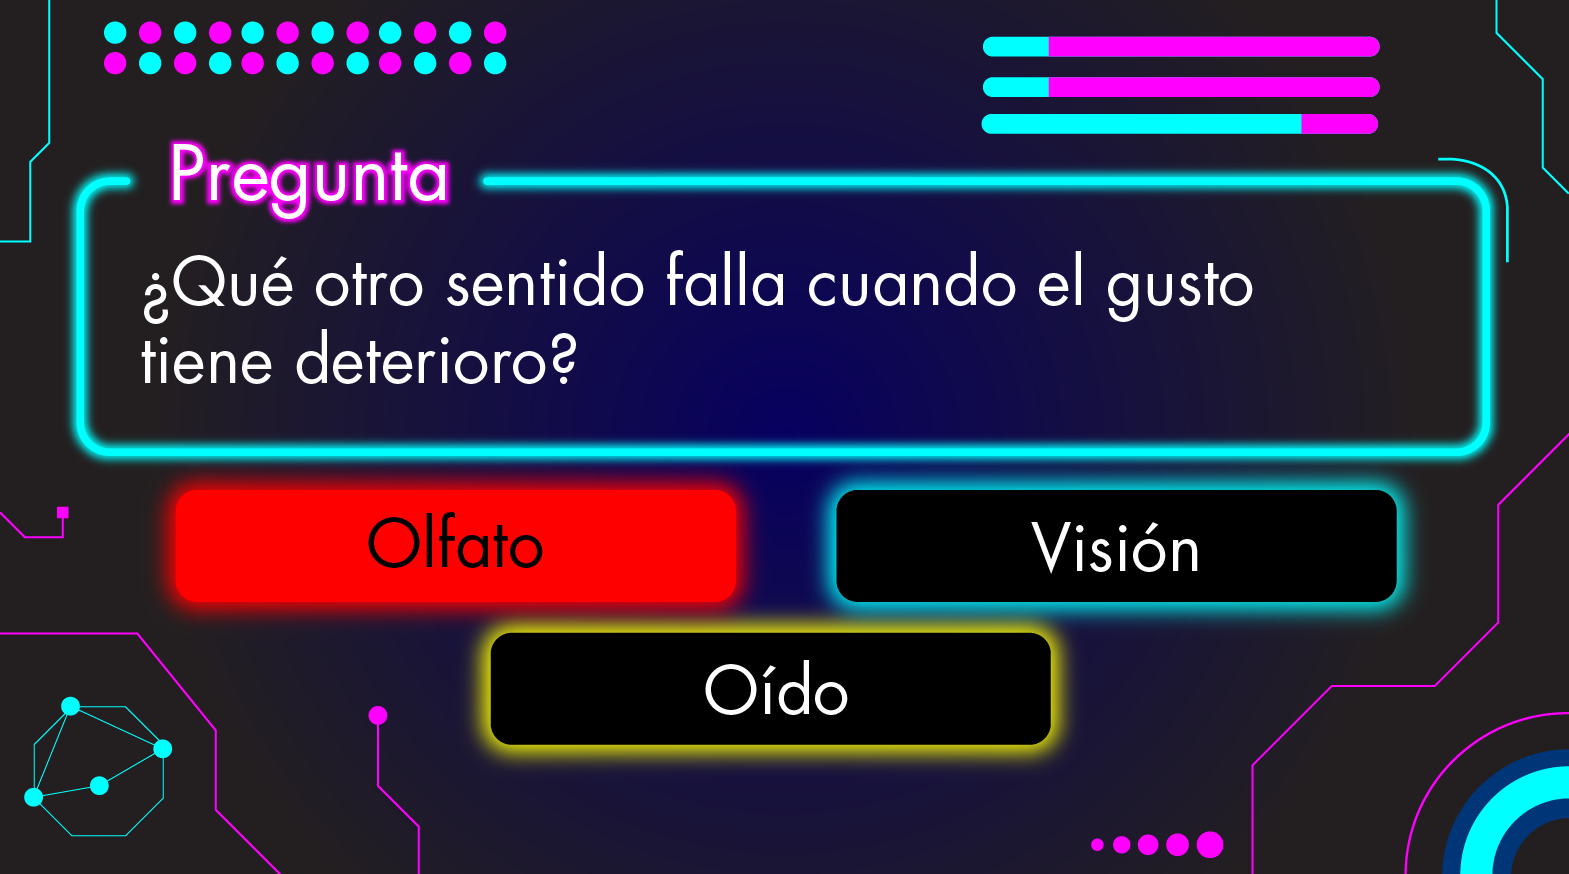 Pregunta
¿Qué otro sentido falla cuando el gusto
tiene deterioro?
Olfato
Visión
Oído